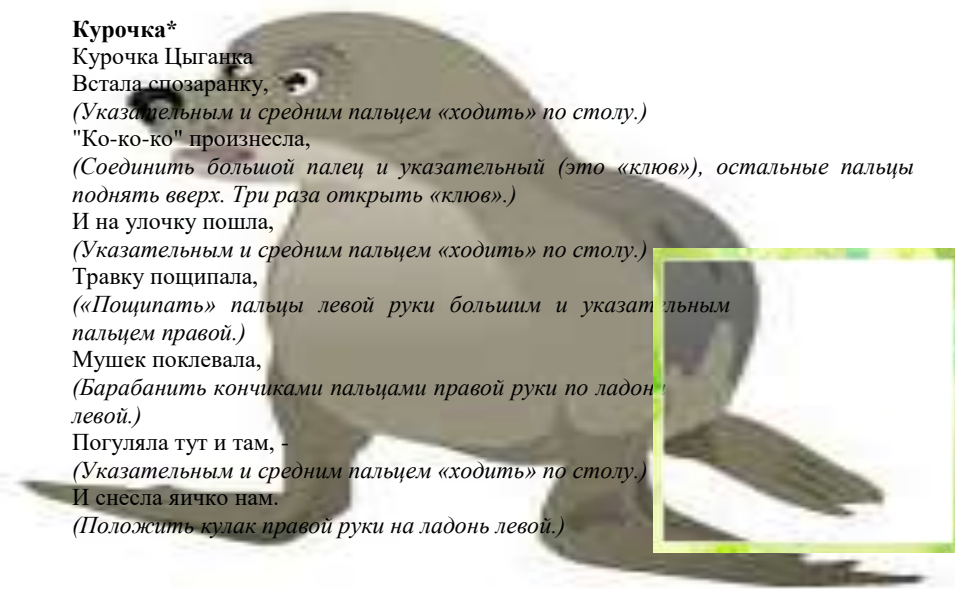 Курочка*
Курочка Цыганка
Встала спозаранку,
(Указательным и средним пальцем «ходить» по столу.)
"Ко-ко-ко" произнесла,
(Соединить большой палец и указательный (это «клюв»), остальные пальцы
поднять вверх. Три раза открыть «клюв».)
И на улочку пошла,
(Указательным и средним пальцем «ходить» по столу.)
Травку пощипала,
(«Пощипать» пальцы левой руки большим и указательным
пальцем правой.)
Мушек поклевала,
(Барабанить кончиками пальцами правой руки по ладони
левой.)
Погуляла тут и там, -
(Указательным и средним пальцем «ходить» по столу.)
И снесла яичко нам.
(Положить кулак правой руки на ладонь левой.)